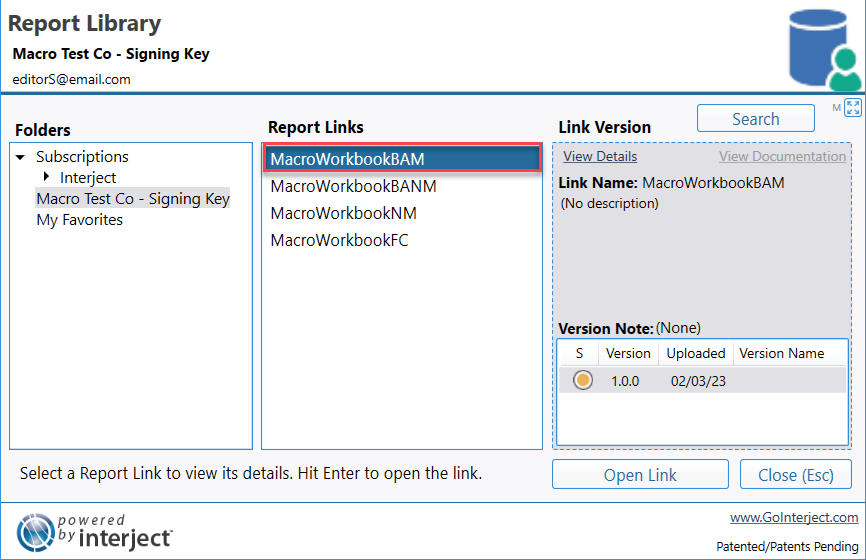 Report Library
Macro Test Co - Signing Key
editorS@email.com
M
Folders
Subscriptions
Interject
Macro Test Co - Signing Key
My Favorites
Report Links
MacroWorkbookBAM
MacroWorkbookBANM
MacroWorkbookNM
MacroWorkbookFC
Link Version
Search
View Details View Documentation
Link Name: MacroWorkbookBAM
(No description)
Version Note: (None)
S Version Uploaded Version Name
1.0.0 02/03/23
Select a Report Link to view its details. Hit Enter to open the link.
Open Link Close (Esc)
powered
by interject™
www.GoInterject.com
Patented/Patents Pending